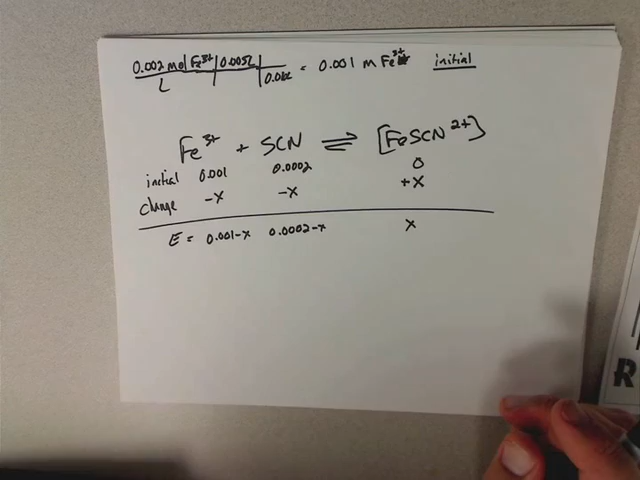 0.002 mol Fe³⁺ | 0.005L | = 0.001 M Fe³⁺ initial
L | | 0.01L
Fe³⁺ + SCN ⇌ [FeSCN²⁺]
initial 0.001 0.0002 0
change -x -x +x
E = 0.001-x 0.0002-x x
R